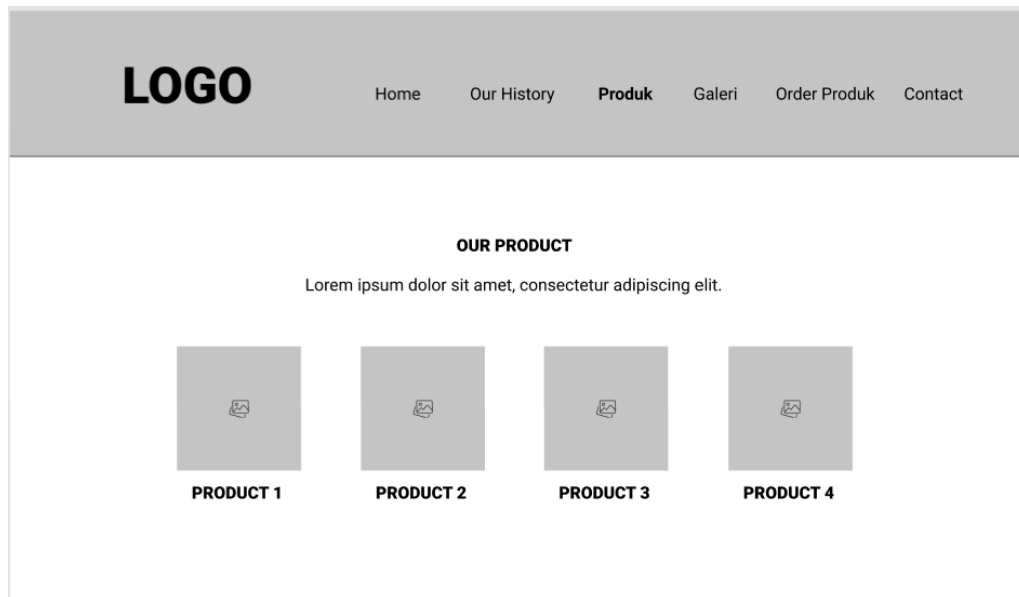 LOGO
Home Our History Produk Galeri Order Produk Contact
OUR PRODUCT
Lorem ipsum dolor sit amet, consectetur adipiscing elit.
PRODUCT 1 PRODUCT 2 PRODUCT 3 PRODUCT 4